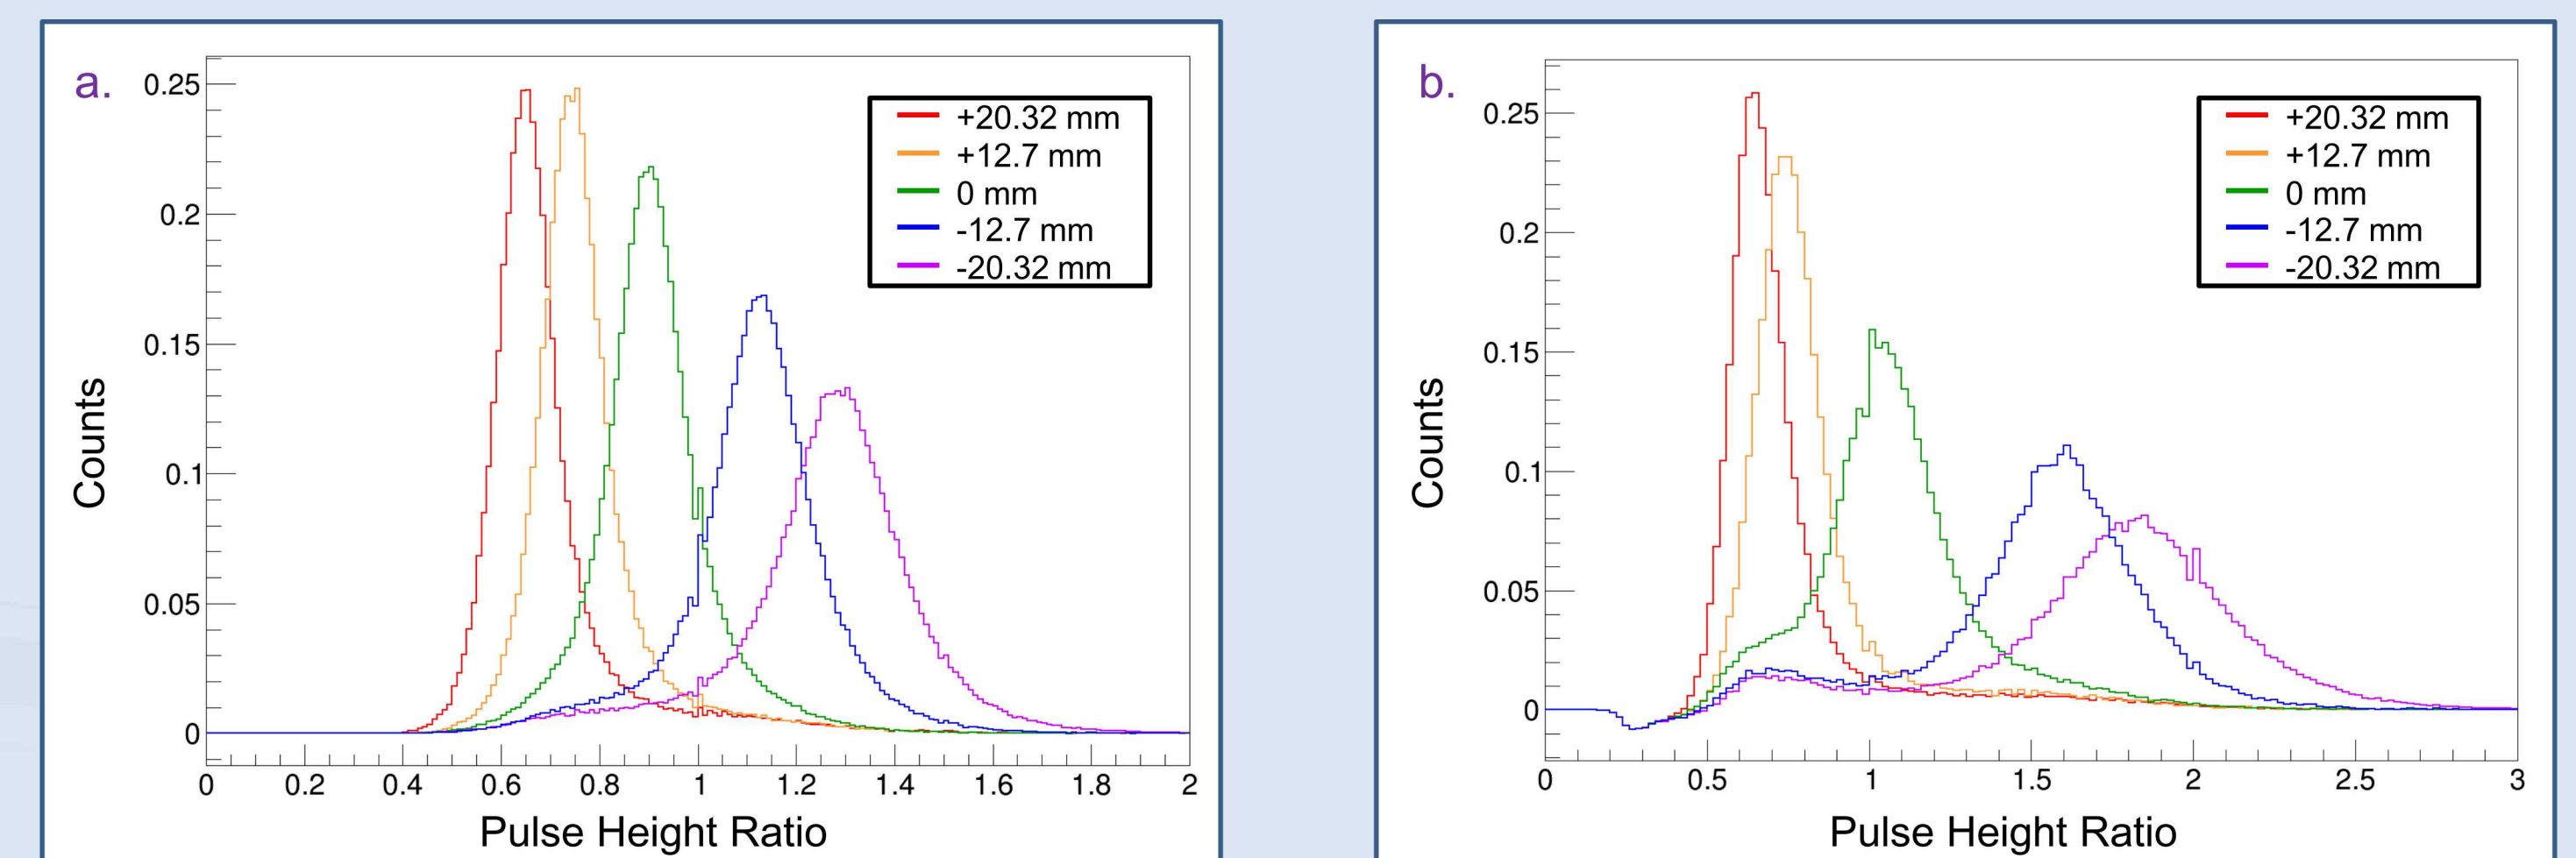 a.
0.25
0.2
0.15
0.1
0.05
0
Counts
+20.32 mm
+12.7 mm
0 mm
-12.7 mm
-20.32 mm
0 0.2 0.4 0.6 0.8 1 1.2 1.4 1.6 1.8 2
Pulse Height Ratio
b.
0.25
0.2
0.15
0.1
0.05
0
Counts
+20.32 mm
+12.7 mm
0 mm
-12.7 mm
-20.32 mm
0 0.5 1 1.5 2 2.5 3
Pulse Height Ratio